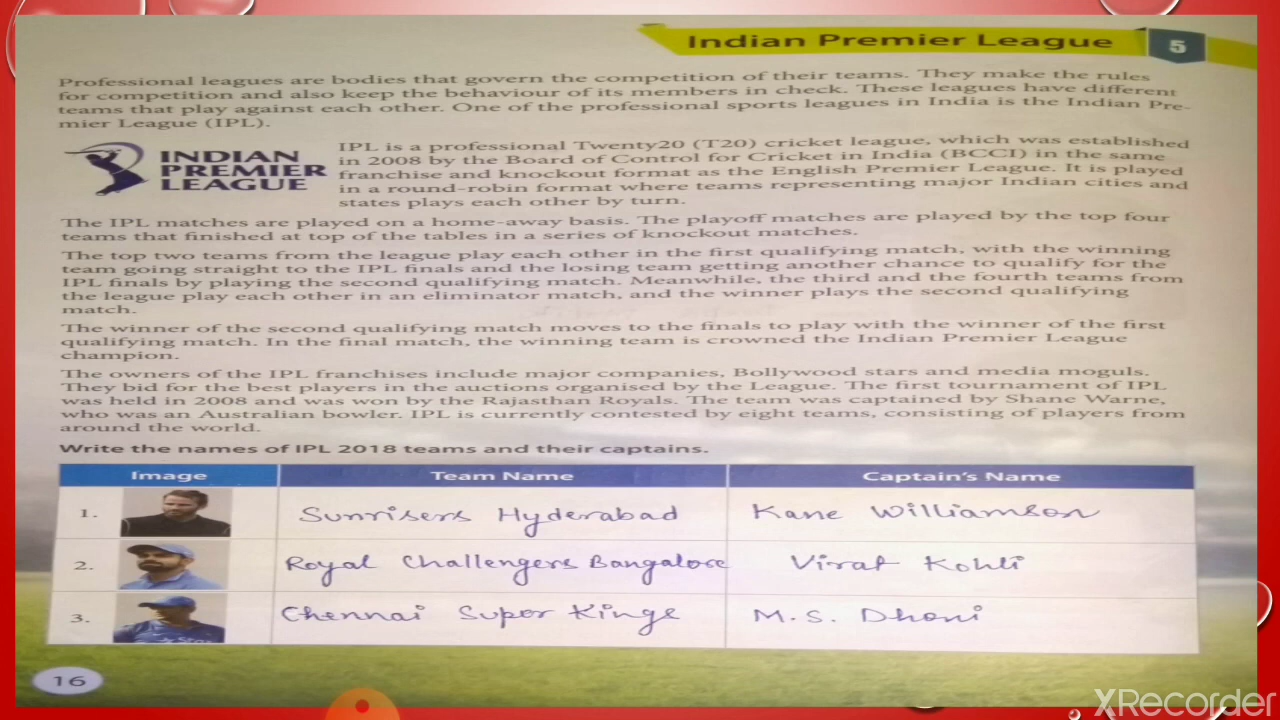 Indian Premier League 5
Professional leagues are bodies that govern the competition of their teams. They make the rules
for competition and also keep the behaviour of its members in check. These leagues have different
teams that play against each other. One of the professional sports leagues in India is the Indian Pre-
mier League (IPL).
INDIAN
PREMIER
LEAGUE
IPL is a professional Twenty20 (T20) cricket league, which was established
in 2008 by the Board of Control for Cricket in India (BCCI) in the same
franchise and knockout format as the English Premier League. It is played
in a round-robin format where teams representing major Indian cities and
states plays each other by turn.
The IPL matches are played on a home-away basis. The playoff matches are played by the top four
teams that finished at top of the tables in a series of knockout matches.
The top two teams from the league play each other in the first qualifying match, with the winning
team going straight to the IPL finals and the losing team getting another chance to qualify for the
IPL finals by playing the second qualifying match. Meanwhile, the third and the fourth teams from
the league play each other in an eliminator match, and the winner plays the second qualifying
match.
The winner of the second qualifying match moves to the finals to play with the winner of the first
qualifying match. In the final match, the winning team is crowned the Indian Premier League
champion.
The owners of the IPL franchises include major companies, Bollywood stars and media moguls.
They bid for the best players in the auctions organised by the League. The first tournament of IPL
was held in 2008 and was won by the Rajasthan Royals. The team was captained by Shane Warne,
who was an Australian bowler. IPL is currently contested by eight teams, consisting of players from
around the world.
Write the names of IPL 2018 teams and their captains.
Image Team Name Captain's Name
1. Sunrisers Hyderabad Kane Williamson
2. Royal Challengers Bangalore Virat Kohli
3. Chennai Super Kings M.S. Dhoni
16
XRecorder